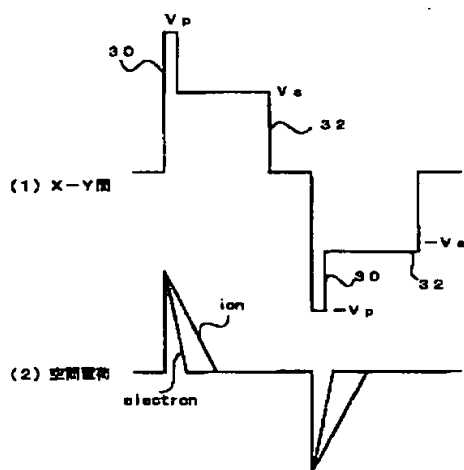 Vp
30
Vs
32
(1) X-Y間
-Vs
30
32
-Vp
ion
(2) 空間電荷
electron